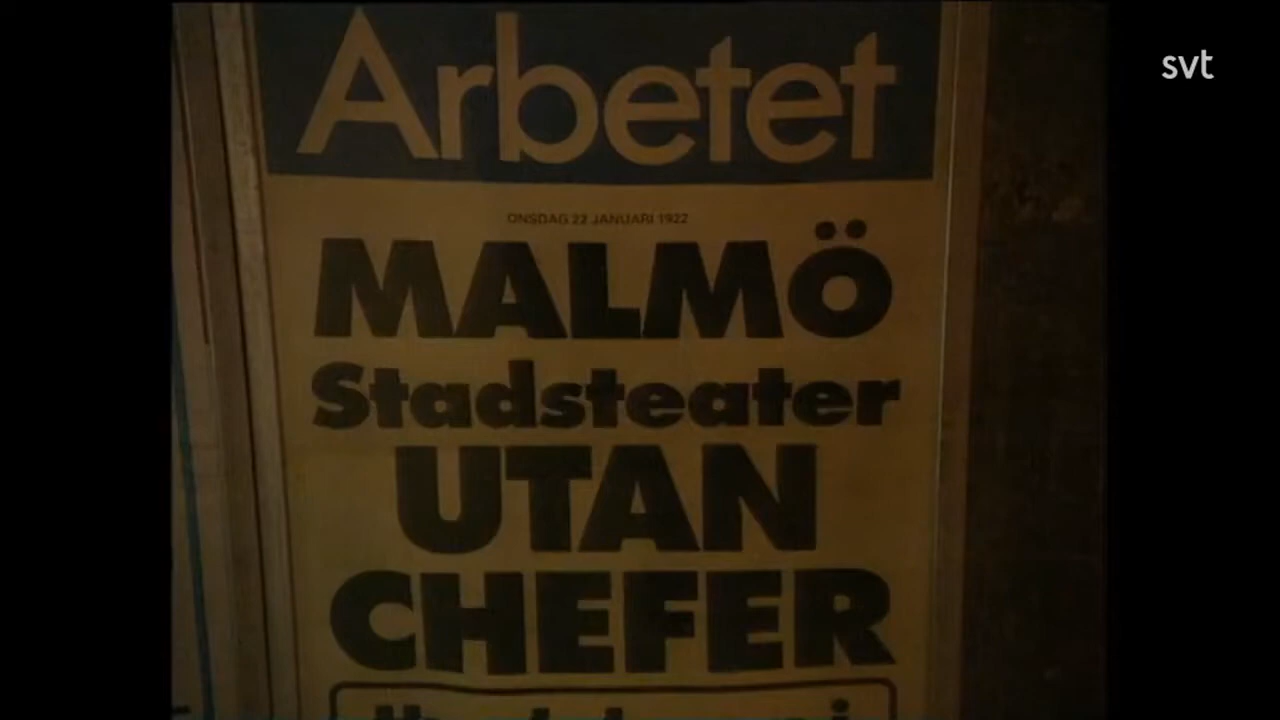 svt
Arbetet
ONSDAG 22 JANUARI 1922
MALMÖ
Stadsteater
UTAN
CHEFER